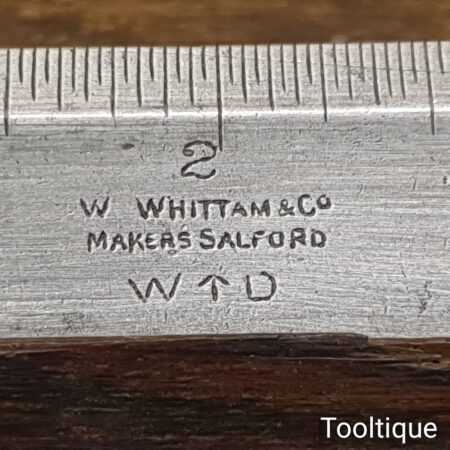 2
W WHITTAM & Co
MAKERS SALFORD
W ↑ D
Tooltique